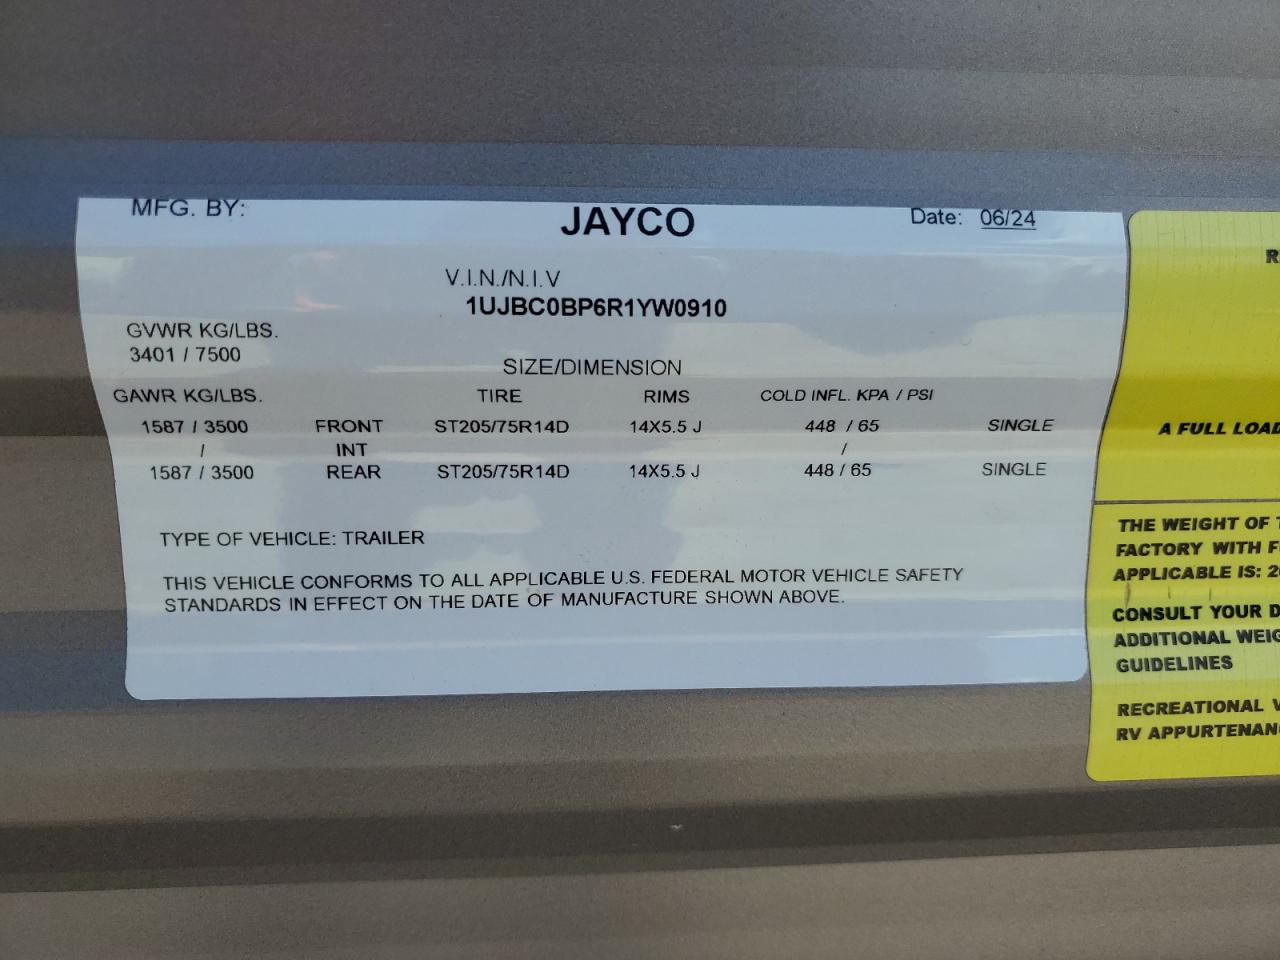 MFG. BY: JAYCO Date: 06/24
V.I.N./N.I.V
1UJBC0BP6R1YW0910
GVWR KG/LBS.
3401 / 7500
SIZE/DIMENSION
GAWR KG/LBS. TIRE RIMS COLD INFL. KPA / PSI
1587 / 3500 FRONT ST205/75R14D 14X5.5 J 448 / 65 SINGLE
/ INT /
1587 / 3500 REAR ST205/75R14D 14X5.5 J 448 / 65 SINGLE
TYPE OF VEHICLE: TRAILER
THIS VEHICLE CONFORMS TO ALL APPLICABLE U.S. FEDERAL MOTOR VEHICLE SAFETY
STANDARDS IN EFFECT ON THE DATE OF MANUFACTURE SHOWN ABOVE.
A FULL LOAD
THE WEIGHT OF
FACTORY WITH
APPLICABLE IS:
CONSULT YOUR
ADDITIONAL
GUIDELINES
RECREATIONAL
RV